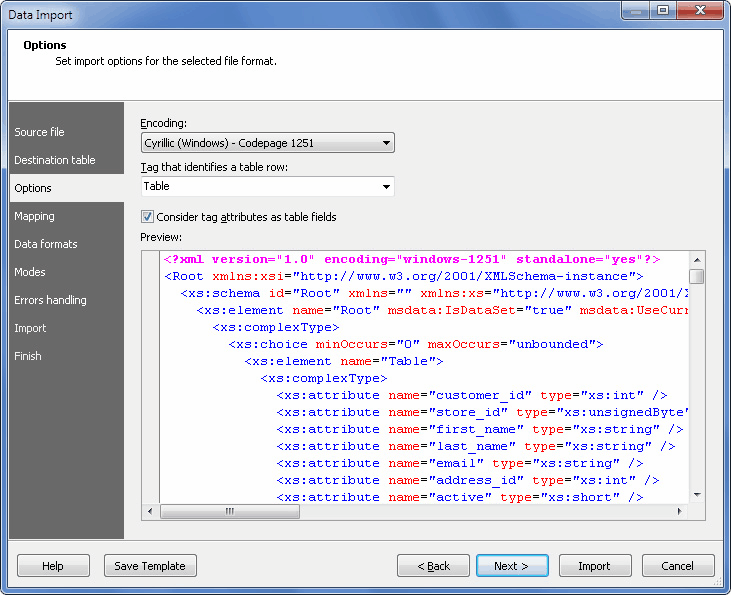 Data Import
Options
Set import options for the selected file format.
Source file
Destination table
Options
Mapping
Data formats
Modes
Errors handling
Import
Finish
Encoding:
Cyrillic (Windows) - Codepage 1251
Tag that identifies a table row:
Table
Consider tag attributes as table fields
Preview:
<?xml version="1.0" encoding="windows-1251" standalone="yes"?>
<Root xmlns:xsi="http://www.w3.org/2001/XMLSchema-instance">
<xs:schema id="Root" xmlns="" xmlns:xs="http://www.w3.org/2001/
<xs:element name="Root" msdata:IsDataSet="true" msdata:UseCurr
<xs:complexType>
<xs:choice minOccurs="0" maxOccurs="unbounded">
<xs:element name="Table">
<xs:complexType>
<xs:attribute name="customer_id" type="xs:int" />
<xs:attribute name="store_id" type="xs:unsignedByte"
<xs:attribute name="first_name" type="xs:string" />
<xs:attribute name="last_name" type="xs:string" />
<xs:attribute name="email" type="xs:string" />
<xs:attribute name="address_id" type="xs:int" />
<xs:attribute name="active" type="xs:short" />
Help
Save Template
< Back
Next >
Import
Cancel